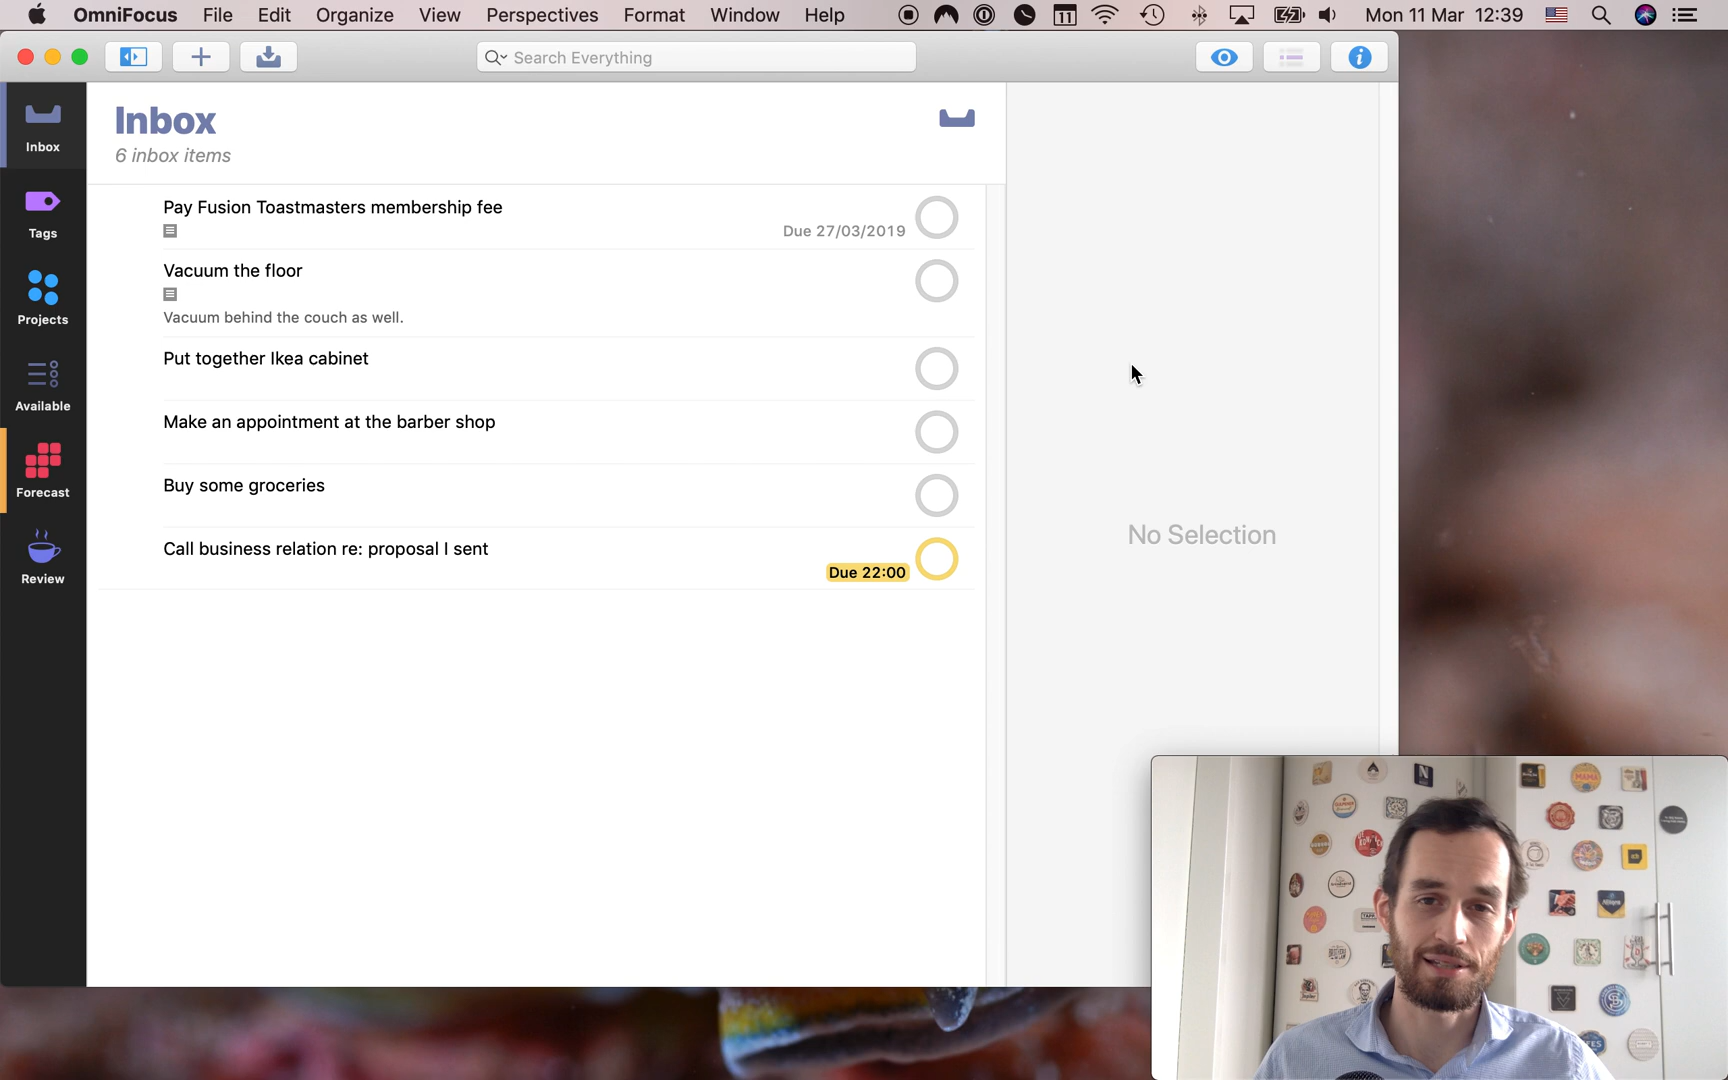 OmniFocus File Edit Organize View Perspectives Format Window Help 11 Mon 11 Mar 12:39
Search Everything
Inbox
Tags
Projects
Available
Forecast
Review
Inbox
6 inbox items
Pay Fusion Toastmasters membership fee
Due 27/03/2019
Vacuum the floor
Vacuum behind the couch as well.
Put together Ikea cabinet
Make an appointment at the barber shop
Buy some groceries
Call business relation re: proposal I sent
Due 22:00
No Selection
MAMA